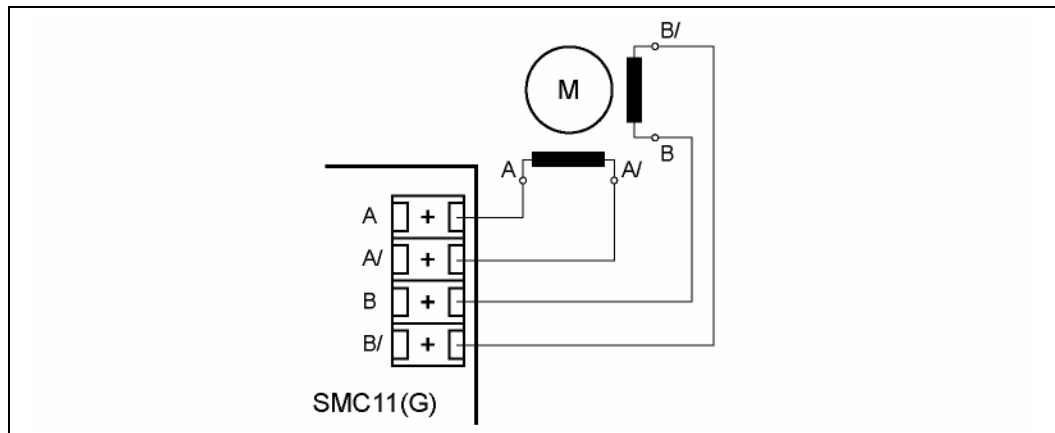 B/
M
B
A
A/
A +
A/ +
B +
B/ +
SMC11(G)